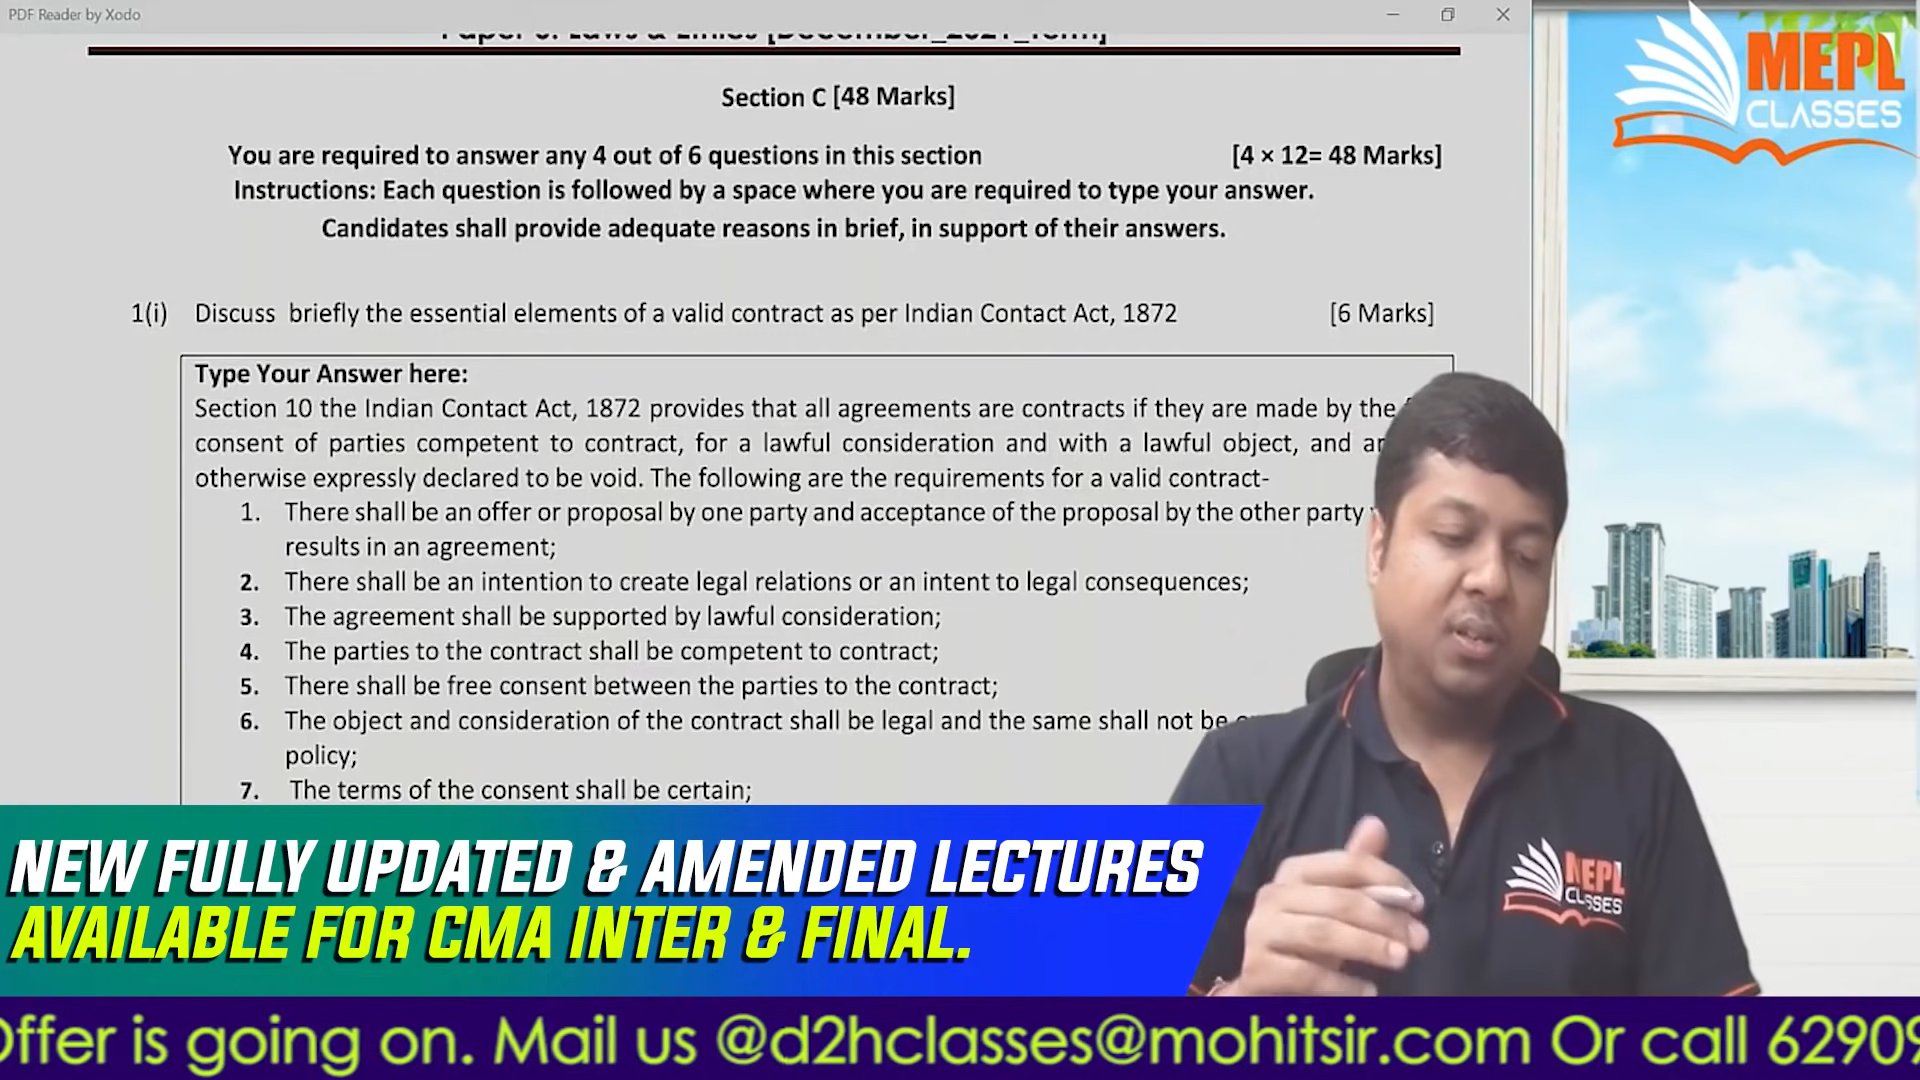 PDF Reader by Xodo
Paper 6: Laws & Ethics [December_2021_Term]
Section C [48 Marks]
You are required to answer any 4 out of 6 questions in this section [4 × 12= 48 Marks]
Instructions: Each question is followed by a space where you are required to type your answer.
Candidates shall provide adequate reasons in brief, in support of their answers.
1(i) Discuss briefly the essential elements of a valid contract as per Indian Contact Act, 1872 [6 Marks]
Type Your Answer here:
Section 10 the Indian Contact Act, 1872 provides that all agreements are contracts if they are made by the
consent of parties competent to contract, for a lawful consideration and with a lawful object, and
otherwise expressly declared to be void. The following are the requirements for a valid contract-
1. There shall be an offer or proposal by one party and acceptance of the proposal by the other party
results in an agreement;
2. There shall be an intention to create legal relations or an intent to legal consequences;
3. The agreement shall be supported by lawful consideration;
4. The parties to the contract shall be competent to contract;
5. There shall be free consent between the parties to the contract;
6. The object and consideration of the contract shall be legal and the same shall not be
policy;
7. The terms of the consent shall be certain;
MEPL
CLASSES
MEPL
CLASSES
NEW FULLY UPDATED & AMENDED LECTURES
AVAILABLE FOR CMA INTER & FINAL.
Offer is going on. Mail us @d2hclasses@mohitsir.com Or call 62909